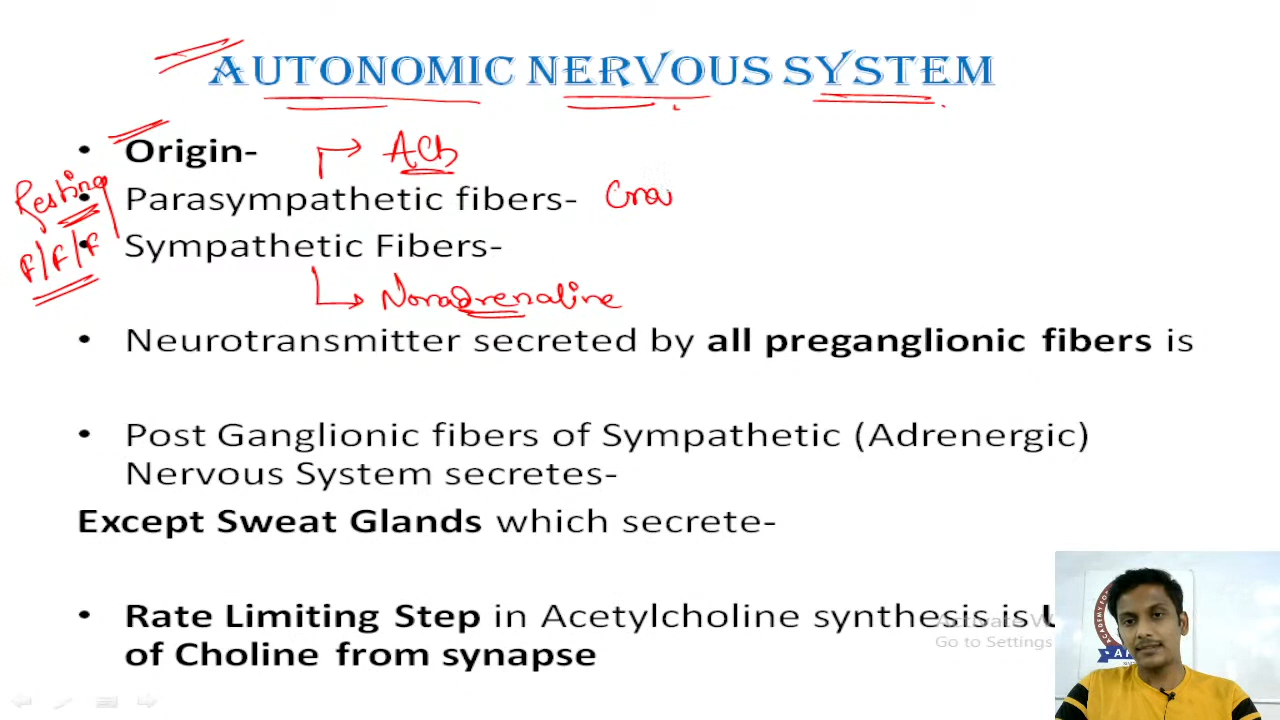 AUTONOMIC NERVOUS SYSTEM
• Origin-
ACh
Resting
• Parasympathetic fibers- Cra
F/F/F
• Sympathetic Fibers-
Noradrenaline
• Neurotransmitter secreted by all preganglionic fibers is
• Post Ganglionic fibers of Sympathetic (Adrenergic)
Nervous System secretes-
Except Sweat Glands which secrete-
• Rate Limiting Step in Acetylcholine synthesis is U
of Choline from synapse
Activate W
Go to Settings